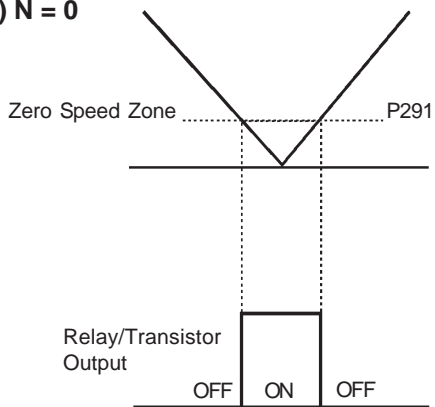 ) N = 0
Zero Speed Zone
P291
Relay/Transistor
Output
OFF
ON
OFF